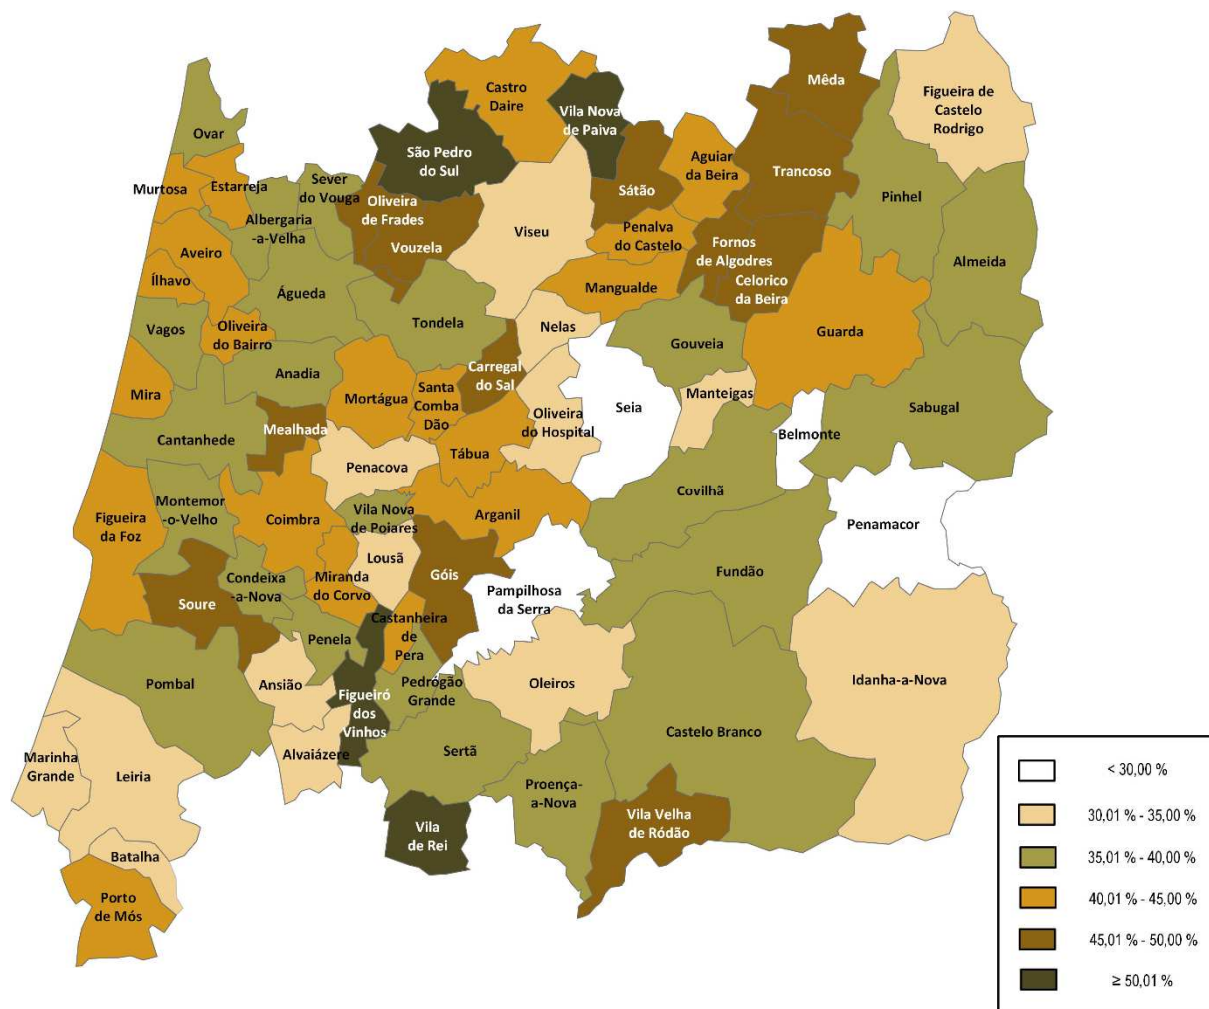 Mêda
Figueira de
Castelo
Rodrigo
Castro
Daire
Vila Nova
de Paiva
Ovar
São Pedro
do Sul
Aguiar
da Beira
Trancoso
Pinhel
Murtosa
Estarreja
Sever
do Vouga
Sátão
Oliveira
de Frades
Albergaria
-a-Velha
Viseu
Penalva
do Castelo
Fornos
de Algodres
Vouzela
Aveiro
Almeida
Ílhavo
Mangualde
Celorico
da Beira
Águeda
Vagos
Oliveira
do Bairro
Tondela
Nelas
Gouveia
Guarda
Anadia
Carregal
do Sal
Mira
Mortágua
Santa
Comba
Dão
Manteigas
Seia
Sabugal
Oliveira
do Hospital
Cantanhede
Mealhada
Belmonte
Tábua
Penacova
Covilhã
Montemor
-o-Velho
Figueira
da Foz
Coimbra
Vila Nova
de Poiares
Arganil
Penamacor
Lousã
Góis
Fundão
Condeixa
-a-Nova
Miranda
do Corvo
Soure
Pampilhosa
da Serra
Castanheira
de
Pera
Penela
Pombal
Ansião
Pedrógão
Grande
Oleiros
Idanha-a-Nova
Figueiró
dos
Vinhos
Castelo Branco
Marinha
Grande
Leiria
Alvaiázere
Sertã
Proença-
a-Nova
Vila Velha
de Ródão
Vila
de Rei
Batalha
Porto
de Mós
< 30,00 %
30,01 % - 35,00 %
35,01 % - 40,00 %
40,01 % - 45,00 %
45,01 % - 50,00 %
≥ 50,01 %